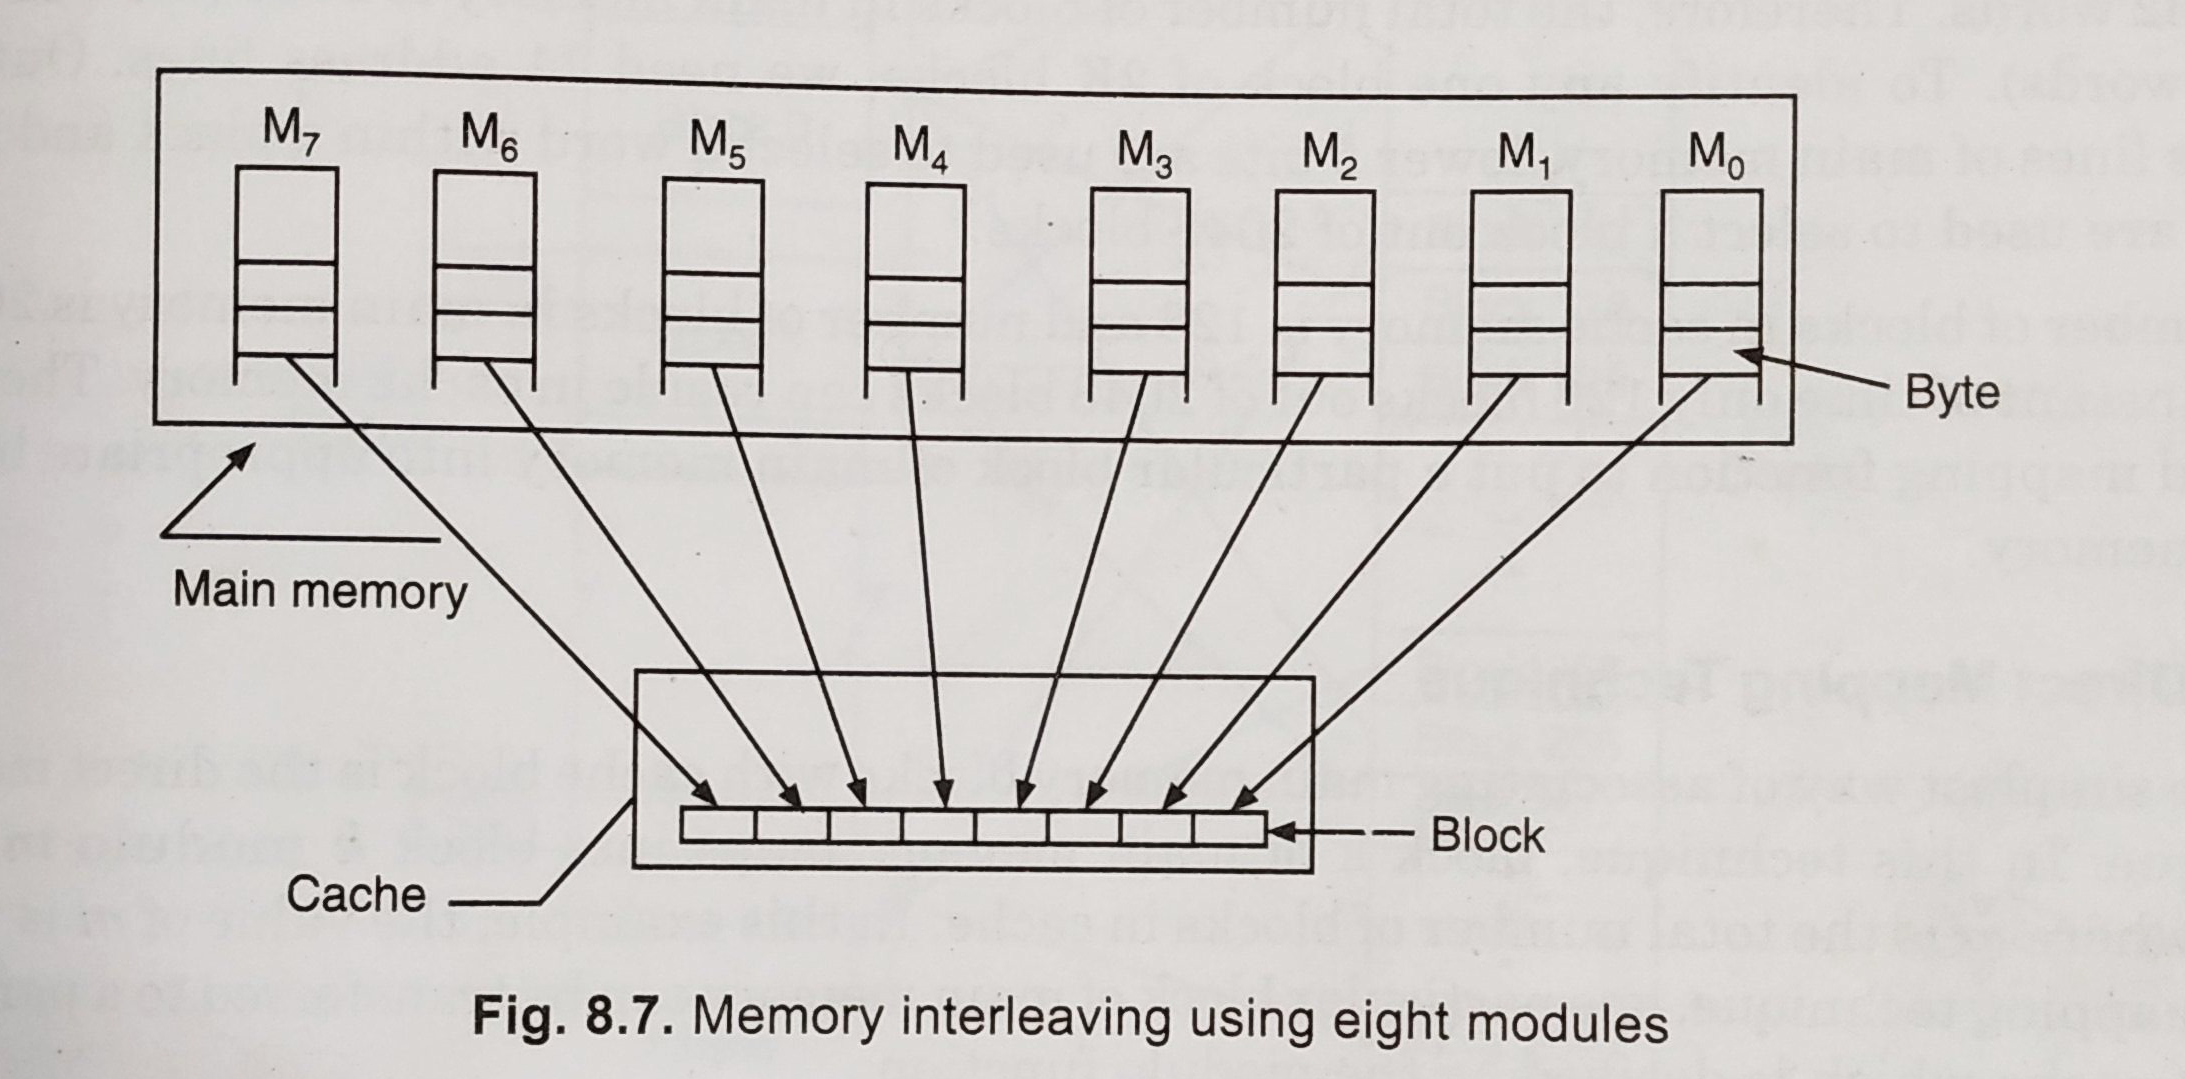 M7 M6 M5 M4 M3 M2 M1 M0
Byte
Main memory
Block
Cache
Fig. 8.7. Memory interleaving using eight modules